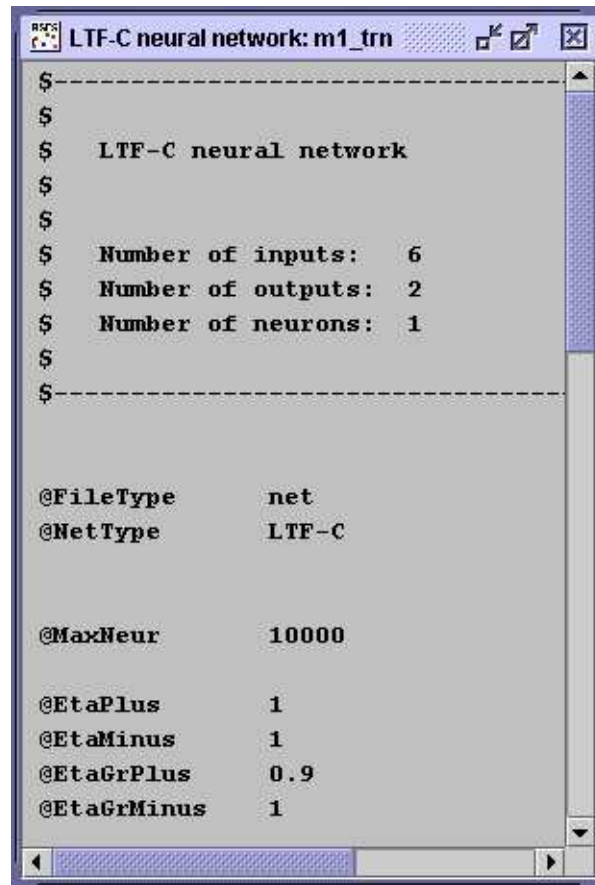 RSES LTF-C neural network: m1_trn
$----------------------------------
$
$ LTF-C neural network
$
$
$ Number of inputs: 6
$ Number of outputs: 2
$ Number of neurons: 1
$
$----------------------------------
@FileType net
@NetType LTF-C
@MaxNeur 10000
@EtaPlus 1
@EtaMinus 1
@EtaGrPlus 0.9
@EtaGrMinus 1